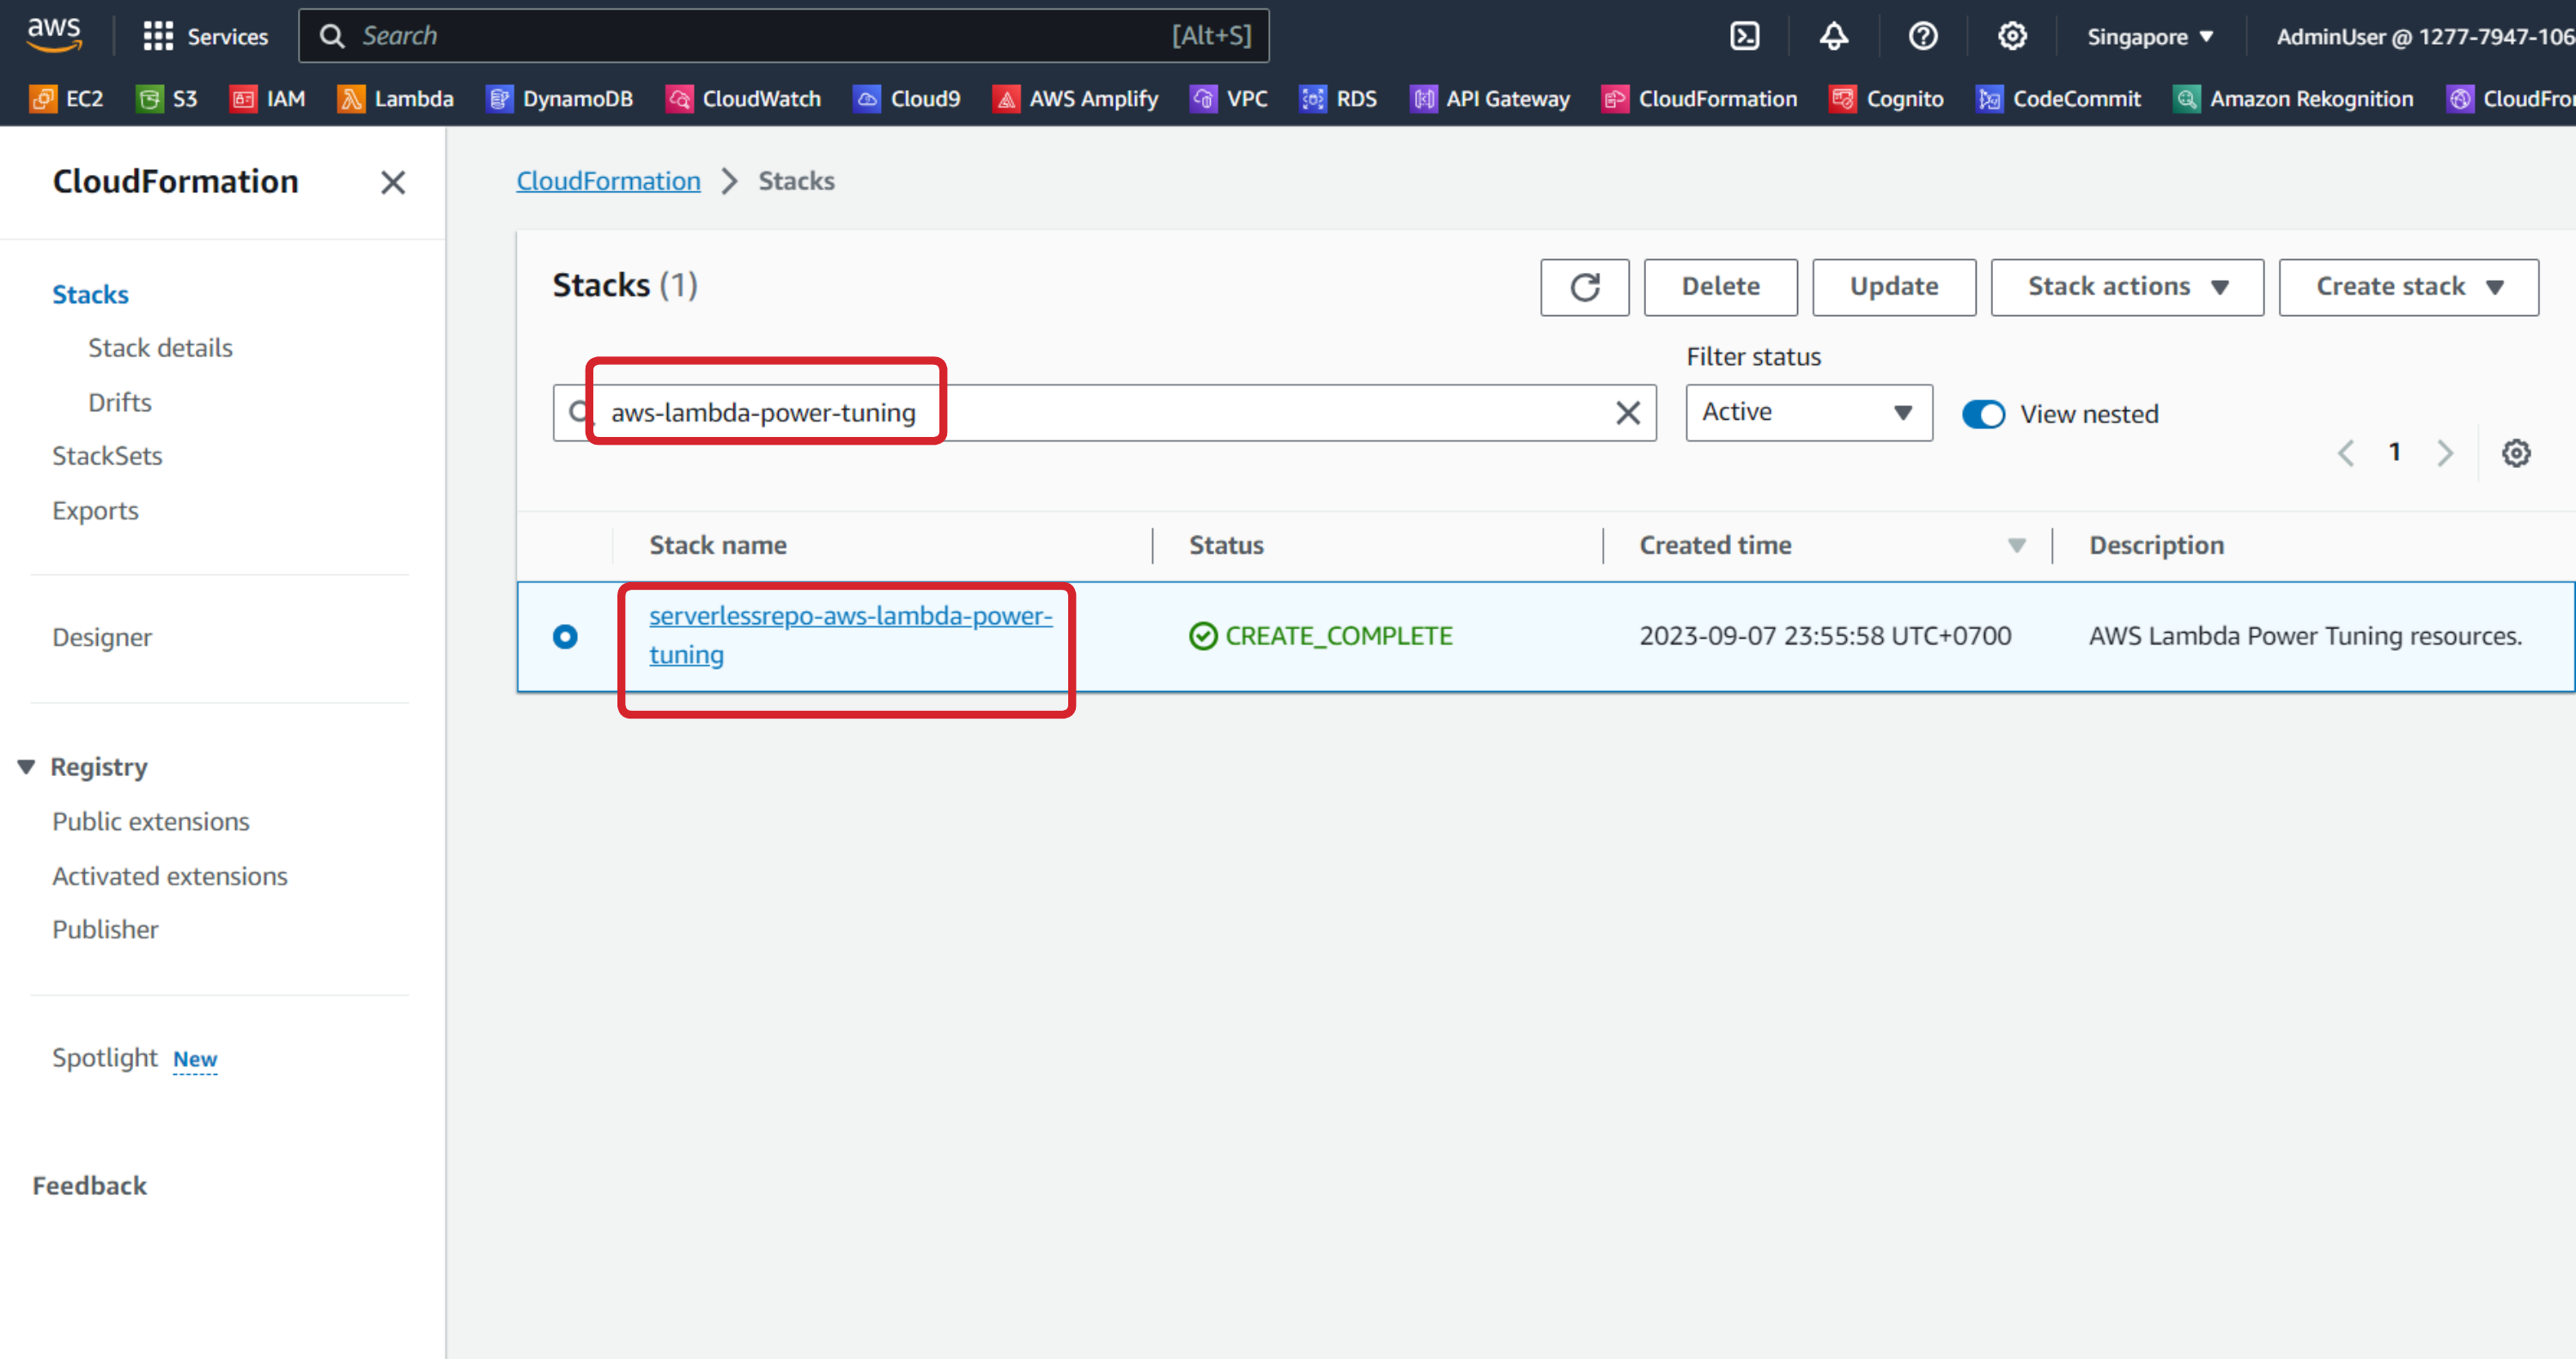 aws Services Search [Alt+S] Singapore AdminUser @ 1277-7947-106
EC2 S3 IAM Lambda DynamoDB CloudWatch Cloud9 AWS Amplify VPC RDS API Gateway CloudFormation Cognito CodeCommit Amazon Rekognition CloudFron
CloudFormation
CloudFormation Stacks
Stacks (1)
Delete Update Stack actions Create stack
Stacks
Stack details
Drifts
StackSets
Exports
Designer
Registry
Public extensions
Activated extensions
Publisher
Spotlight New
Feedback
Filter status
aws-lambda-power-tuning Active View nested
1
Stack name Status Created time Description
serverlessrepo-aws-lambda-power-
tuning
CREATE_COMPLETE 2023-09-07 23:55:58 UTC+0700 AWS Lambda Power Tuning resources.